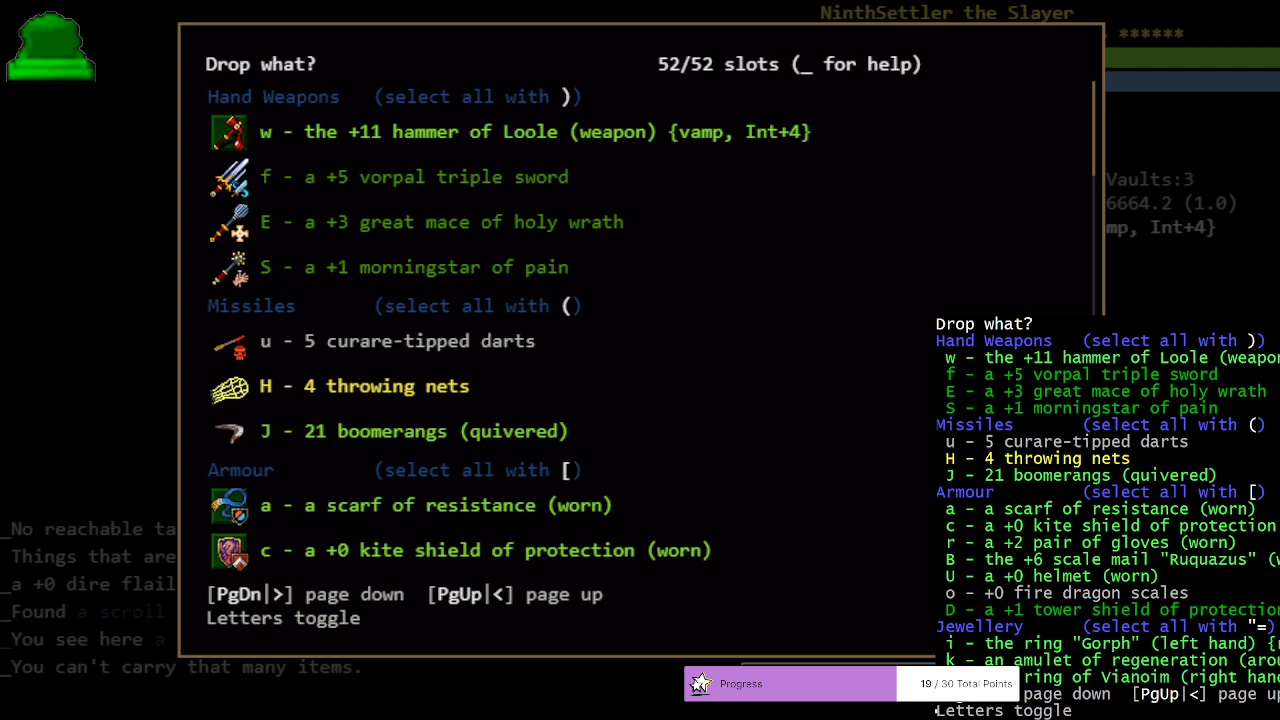 NinthSettler the Slayer
. ******
Drop what? 52/52 slots (_ for help)
Hand Weapons (select all with ))
w - the +11 hammer of Loole (weapon) {vamp, Int+4}
f - a +5 vorpal triple sword
E - a +3 great mace of holy wrath
S - a +1 morningstar of pain
Missiles (select all with ()
u - 5 curare-tipped darts
H - 4 throwing nets
J - 21 boomerangs (quivered)
Armour (select all with [)
a - a scarf of resistance (worn)
c - a +0 kite shield of protection (worn)
[PgDn|>] page down [PgUp|<] page up
Letters toggle
Vaults:3
6664.2 (1.0)
mp, Int+4}
_No reachable ta
Things that are
_a +0 dire flail
_Found a scroll
_You see here a
_You can't carry that many items.
Drop what?
Hand Weapons (select all with ))
w - the +11 hammer of Loole (weapo
f - a +5 vorpal triple sword
E - a +3 great mace of holy wrath
S - a +1 morningstar of pain
Missiles (select all with ()
u - 5 curare-tipped darts
H - 4 throwing nets
J - 21 boomerangs (quivered)
Armour (select all with [)
a - a scarf of resistance (worn)
c - a +0 kite shield of protection
r - a +2 pair of gloves (worn)
B - the +6 scale mail "Ruquazus" (w
U - a +0 helmet (worn)
o - +0 fire dragon scales
D - a +1 tower shield of protection
Jewellery (select all with "=)
i - the ring "Gorph" (left hand) {
k - an amulet of regeneration (arou
ring of Vianoim (right hand
page down [PgUp|<] page up
Letters toggle
Progress 19 / 30 Total Points